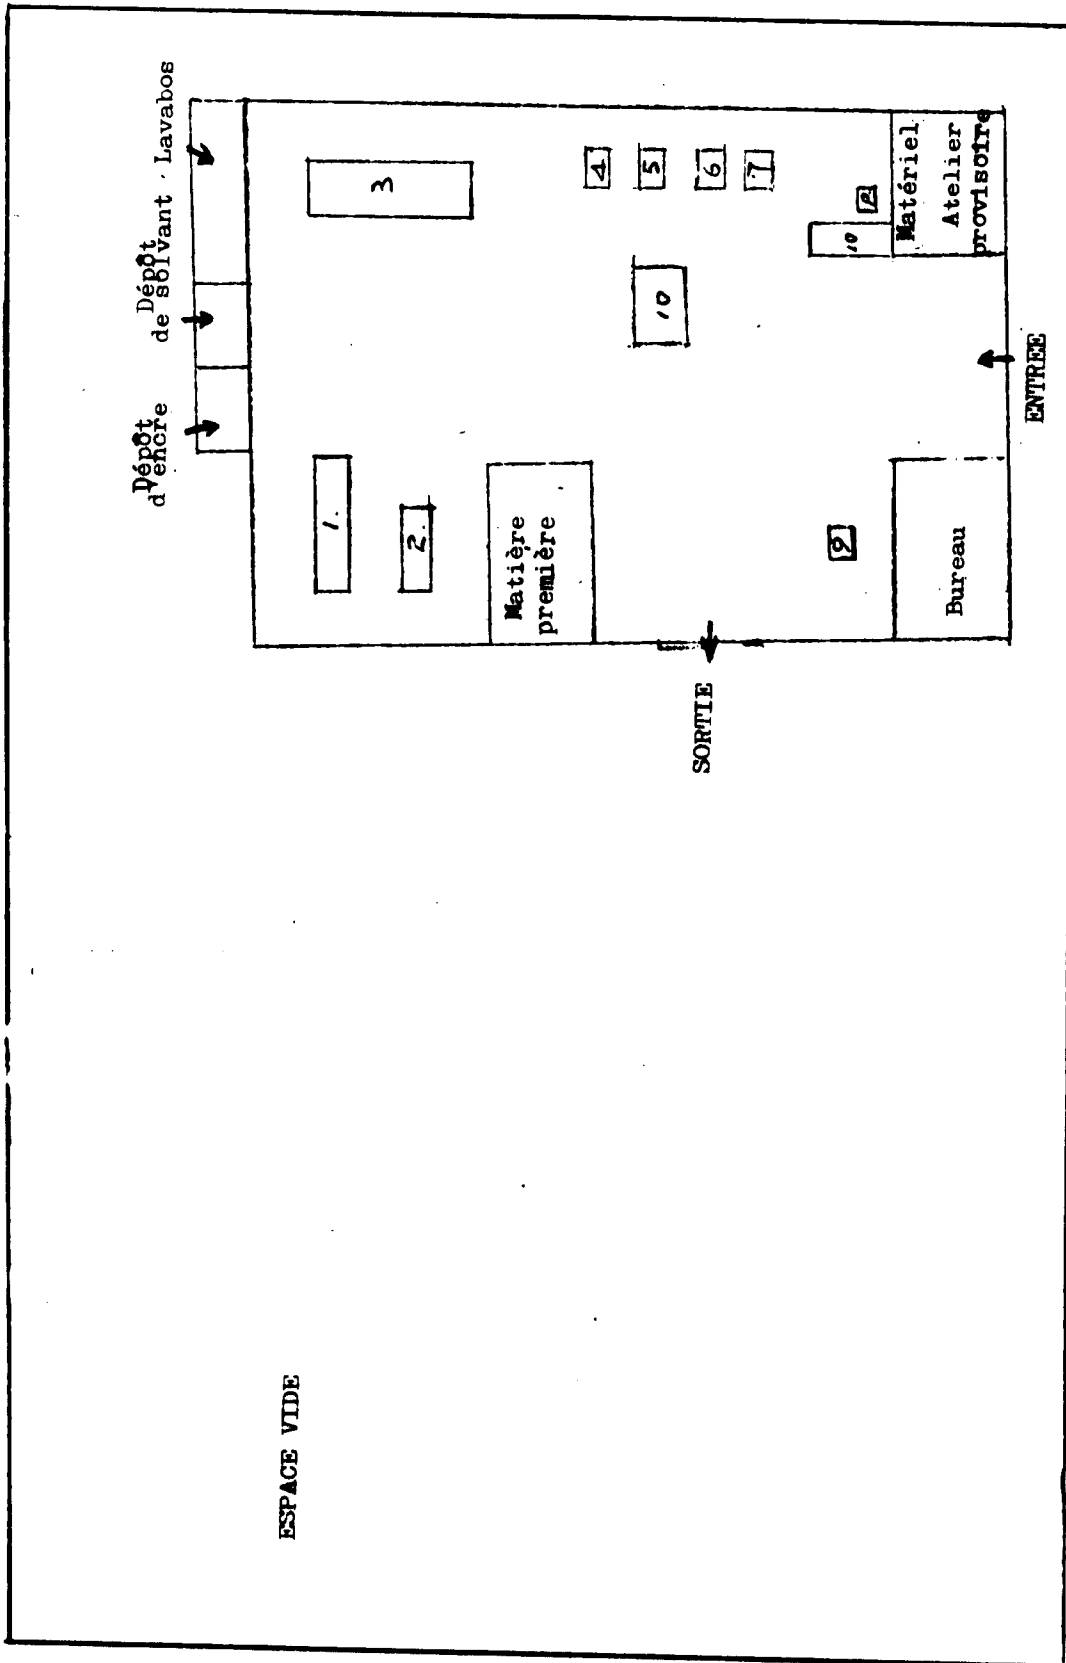 Dépôt
d'encre
Dépôt
de solvant
Lavabos
1.
2.
3
Matière
première
4
5
6
7
10
10
9
Matériel
Atelier
provisoire
Bureau
SORTIE
ENTREE
ESPACE VIDE